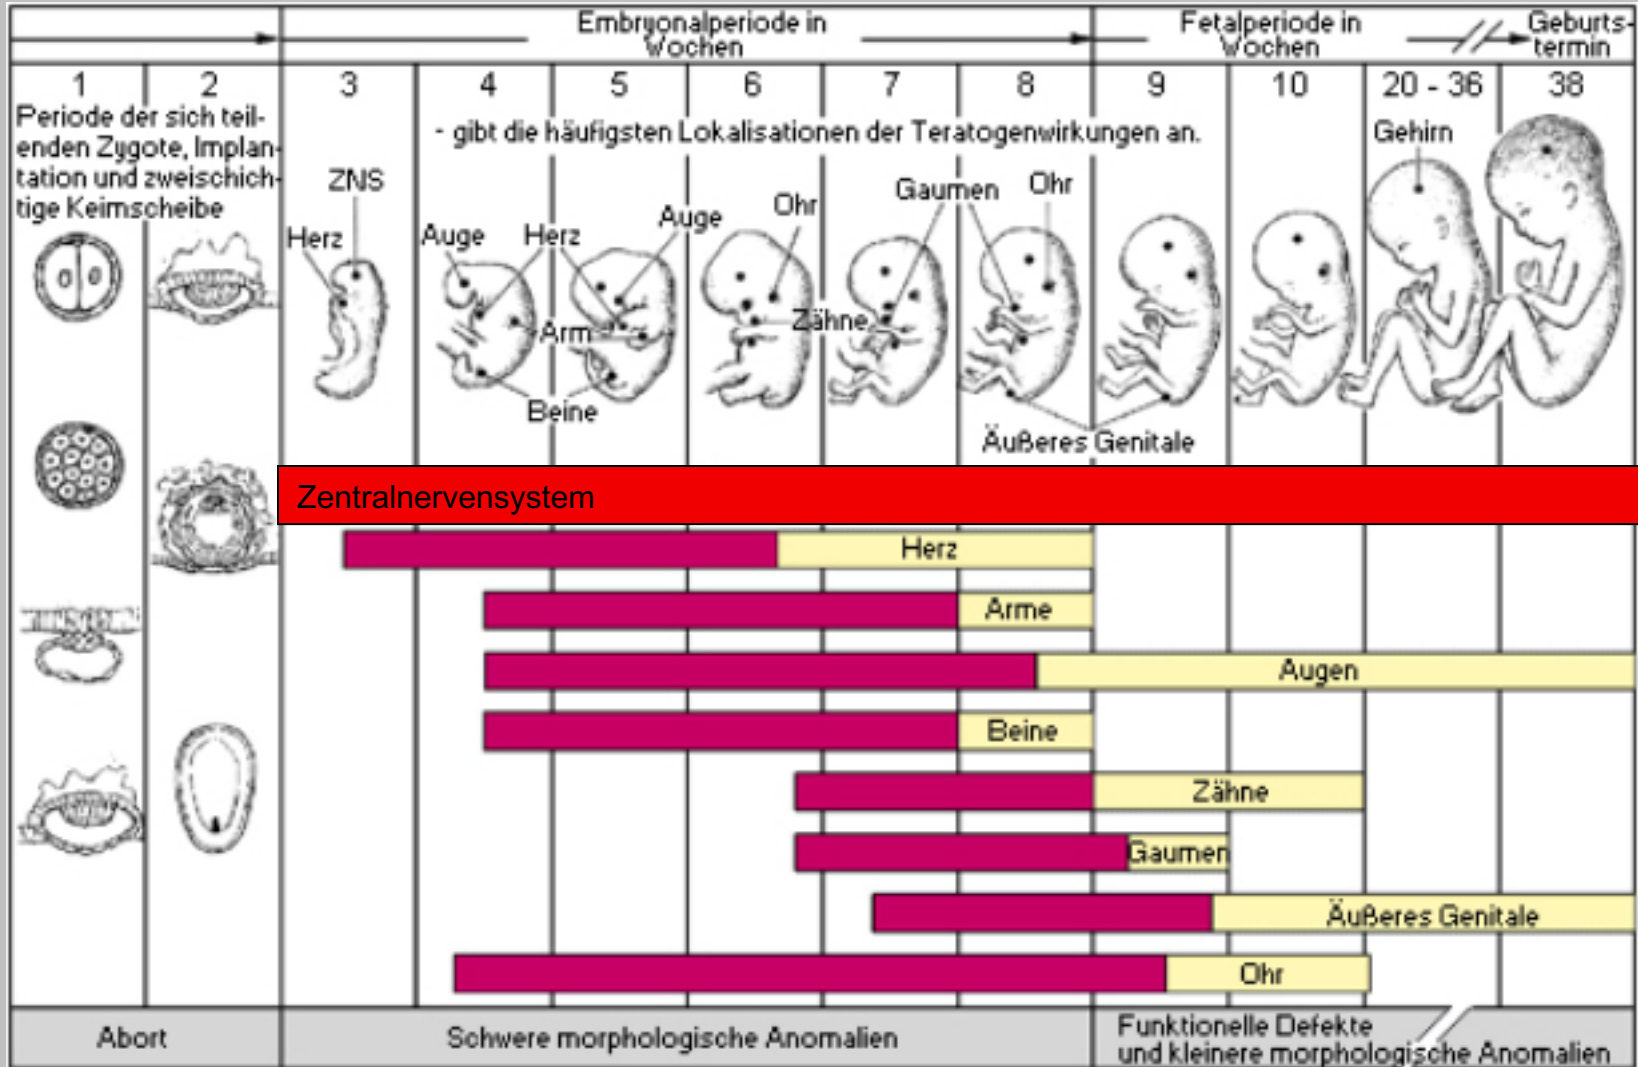 Embryonalperiode in
Wochen
Fetalperiode in
Wochen
Geburts-
termin
1 2 3 4 5 6 7 8 9 10 20 - 36 38
Periode der sich teil-
enden Zygote, Implan-
tation und zweischich-
tige Keimscheibe
- gibt die häufigsten Lokalisationen der Teratogenwirkungen an.
Gehirn
ZNS
Gaumen
Ohr
Ohr
Auge
Herz
Auge
Herz
Arm
Zähne
Beine
Äußeres Genitale
Zentralnervensystem
Herz
Arme
Augen
Beine
Zähne
Gaumen
Äußeres Genitale
Ohr
Abort
Schwere morphologische Anomalien
Funktionelle Defekte
und kleinere morphologische Anomalien